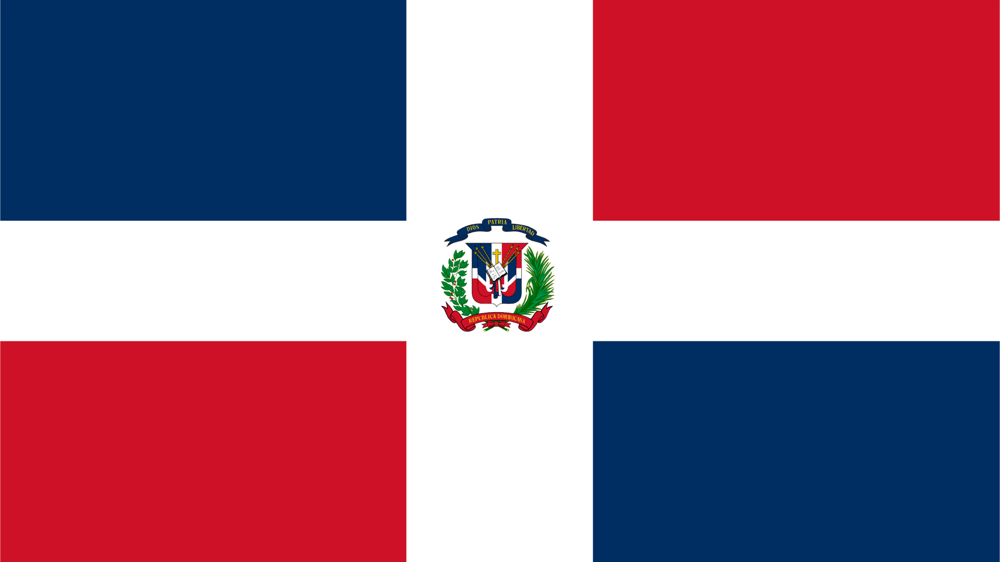 DIOS PATRIA LIBERTAD
REPUBLICA DOMINICANA